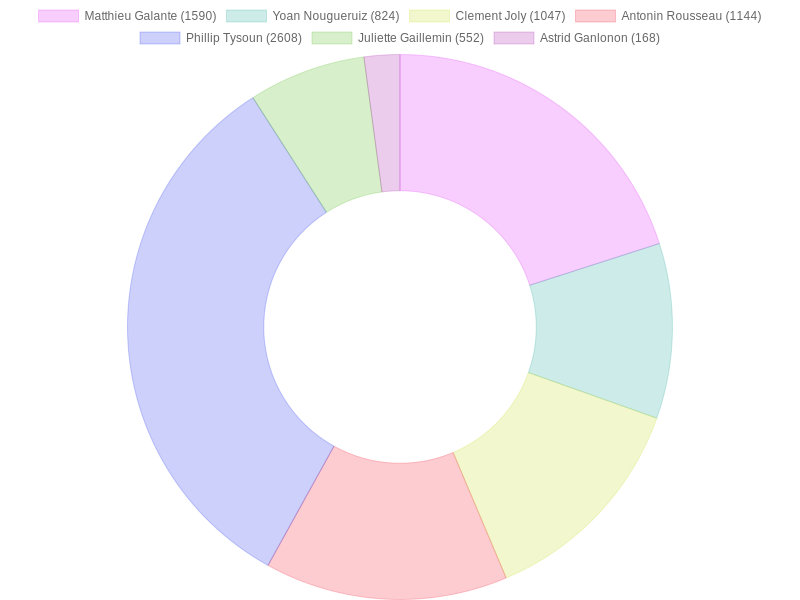 Matthieu Galante (1590) Yoan Nougueruiz (824) Clement Joly (1047) Antonin Rousseau (1144)
Phillip Tysoun (2608) Juliette Gaillemin (552) Astrid Ganlonon (168)